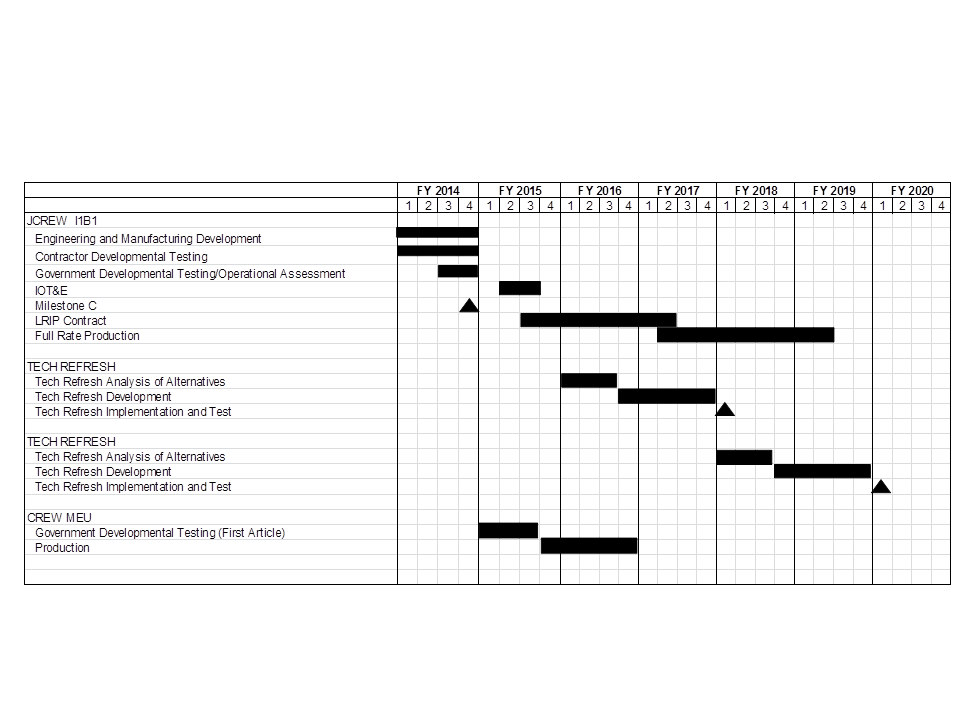 FY 2014 FY 2015 FY 2016 FY 2017 FY 2018 FY 2019 FY 2020
1 2 3 4 1 2 3 4 1 2 3 4 1 2 3 4 1 2 3 4 1 2 3 4 1 2 3 4
JCREW I1B1
Engineering and Manufacturing Development
Contractor Developmental Testing
Government Developmental Testing/Operational Assessment
IOT&E
Milestone C
LRIP Contract
Full Rate Production
TECH REFRESH
Tech Refresh Analysis of Alternatives
Tech Refresh Development
Tech Refresh Implementation and Test
TECH REFRESH
Tech Refresh Analysis of Alternatives
Tech Refresh Development
Tech Refresh Implementation and Test
CREW MEU
Government Developmental Testing (First Article)
Production